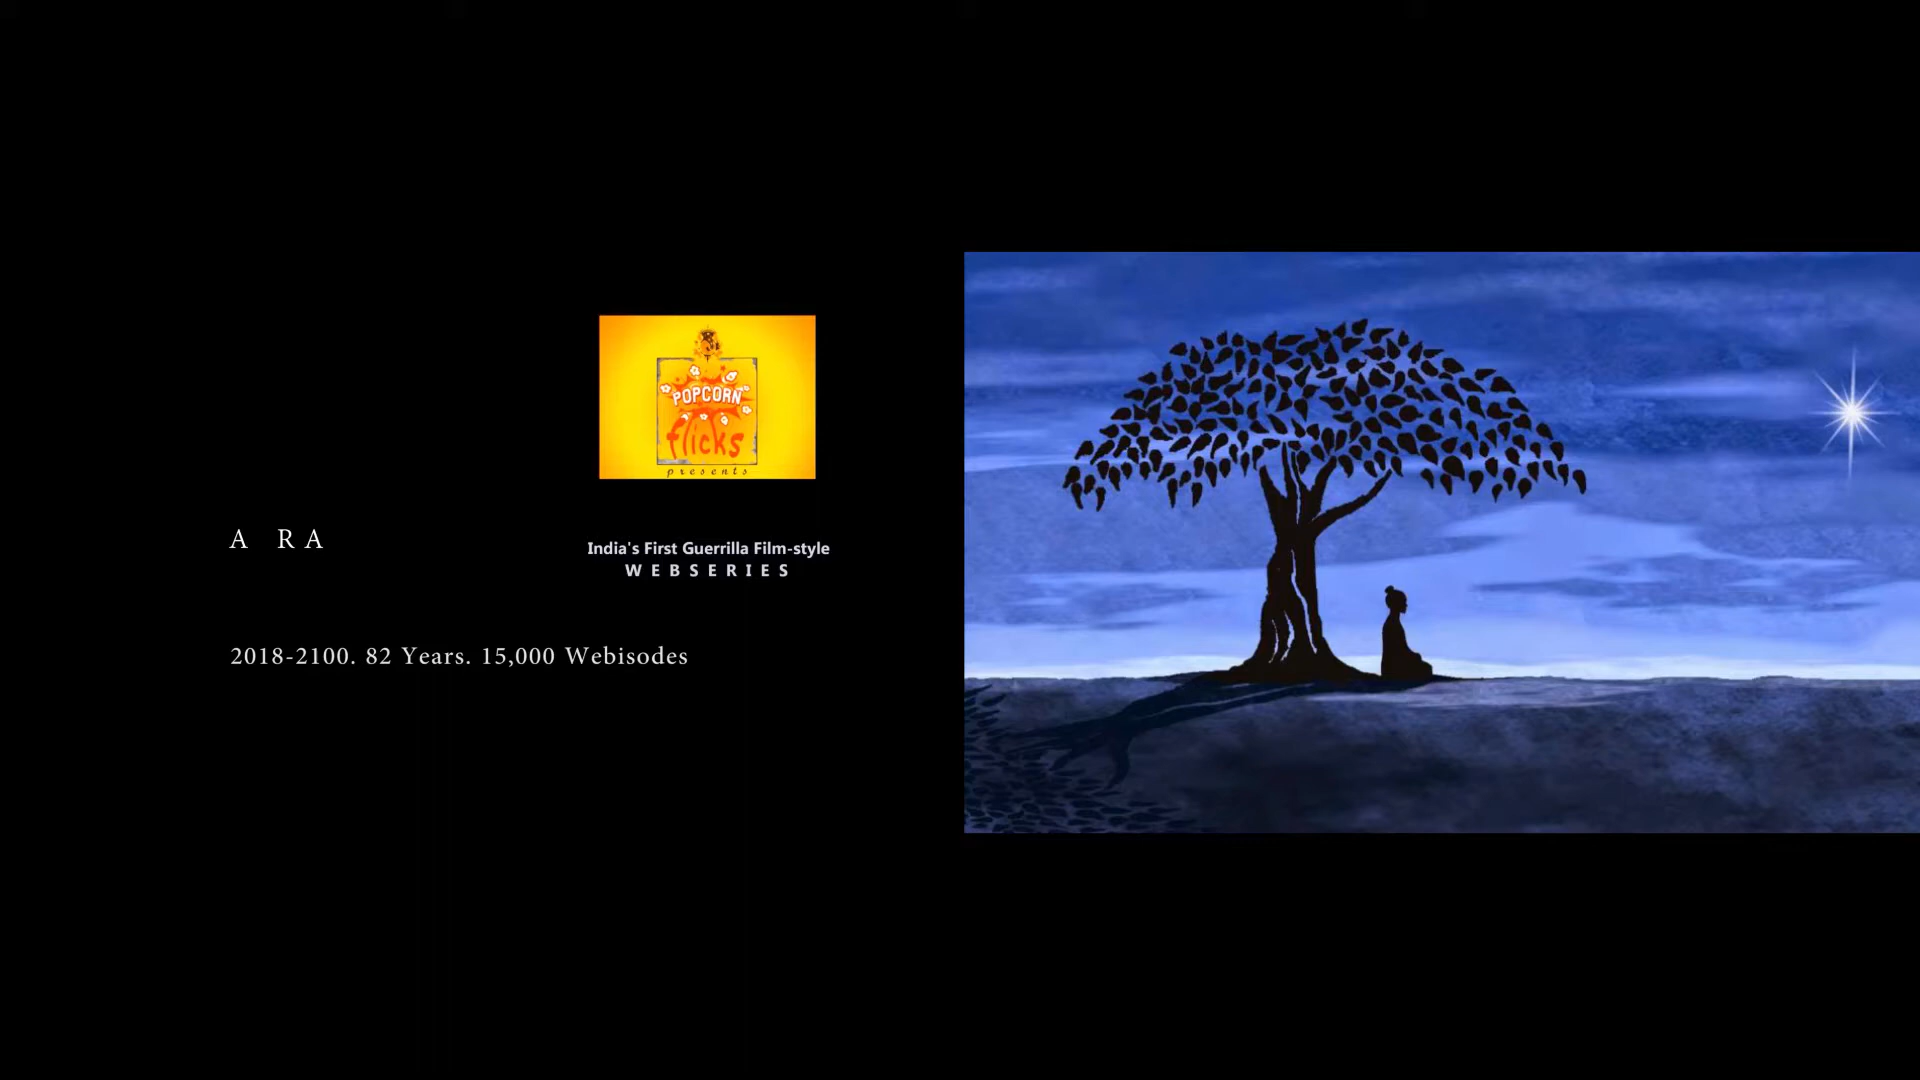 POPCORN
flicks
presents
A RA
India's First Guerrilla Film-style
WEBSERIES
2018-2100. 82 Years. 15,000 Webisodes